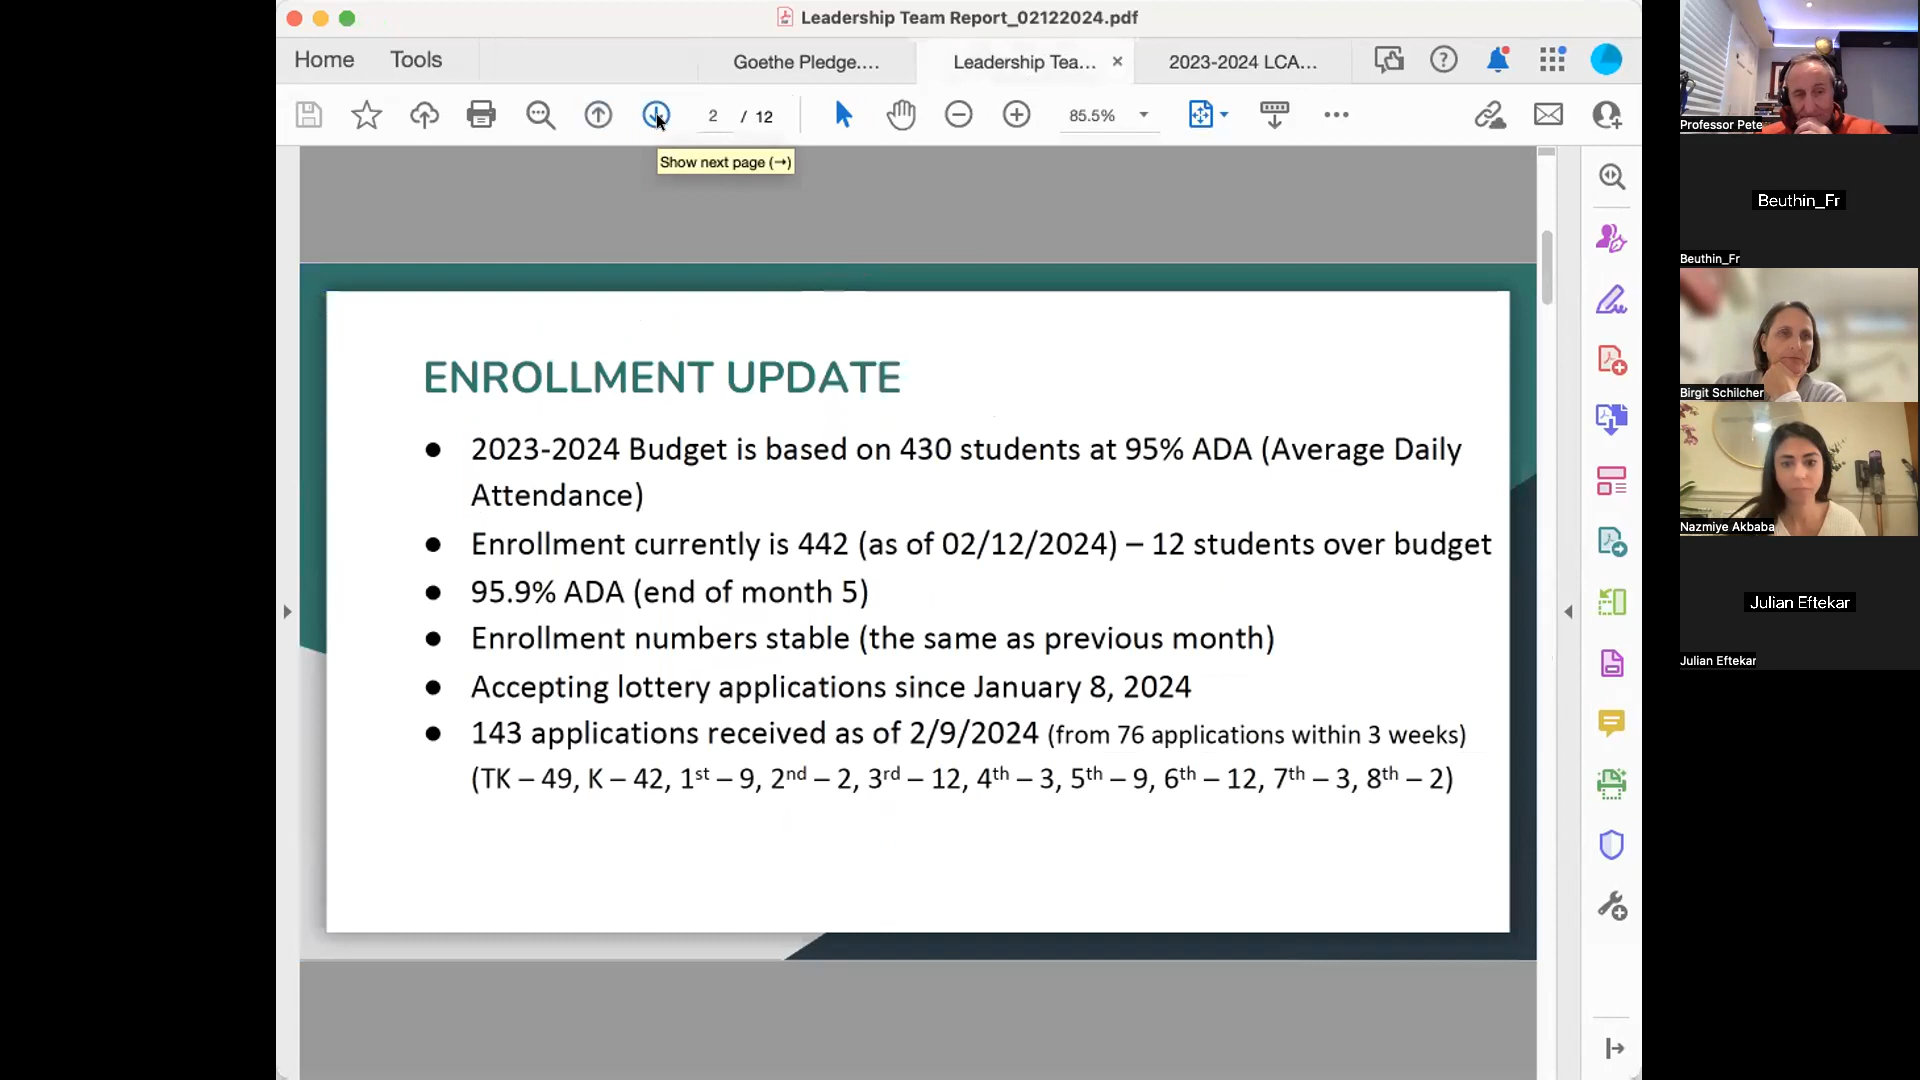 Leadership Team Report_02122024.pdf
Home Tools Goethe Pledge.... Leadership Tea... × 2023-2024 LCA...
2 / 12 85.5%
Show next page (→)
ENROLLMENT UPDATE
● 2023-2024 Budget is based on 430 students at 95% ADA (Average Daily
Attendance)
● Enrollment currently is 442 (as of 02/12/2024) – 12 students over budget
● 95.9% ADA (end of month 5)
● Enrollment numbers stable (the same as previous month)
● Accepting lottery applications since January 8, 2024
● 143 applications received as of 2/9/2024 (from 76 applications within 3 weeks)
(TK – 49, K – 42, 1st – 9, 2nd – 2, 3rd – 12, 4th – 3, 5th – 9, 6th – 12, 7th – 3, 8th – 2)
Professor Pete
Beuthin_Fr
Beuthin_Fr
Birgit Schilcher
Nazmiye Akbaba
Julian Eftekar
Julian Eftekar